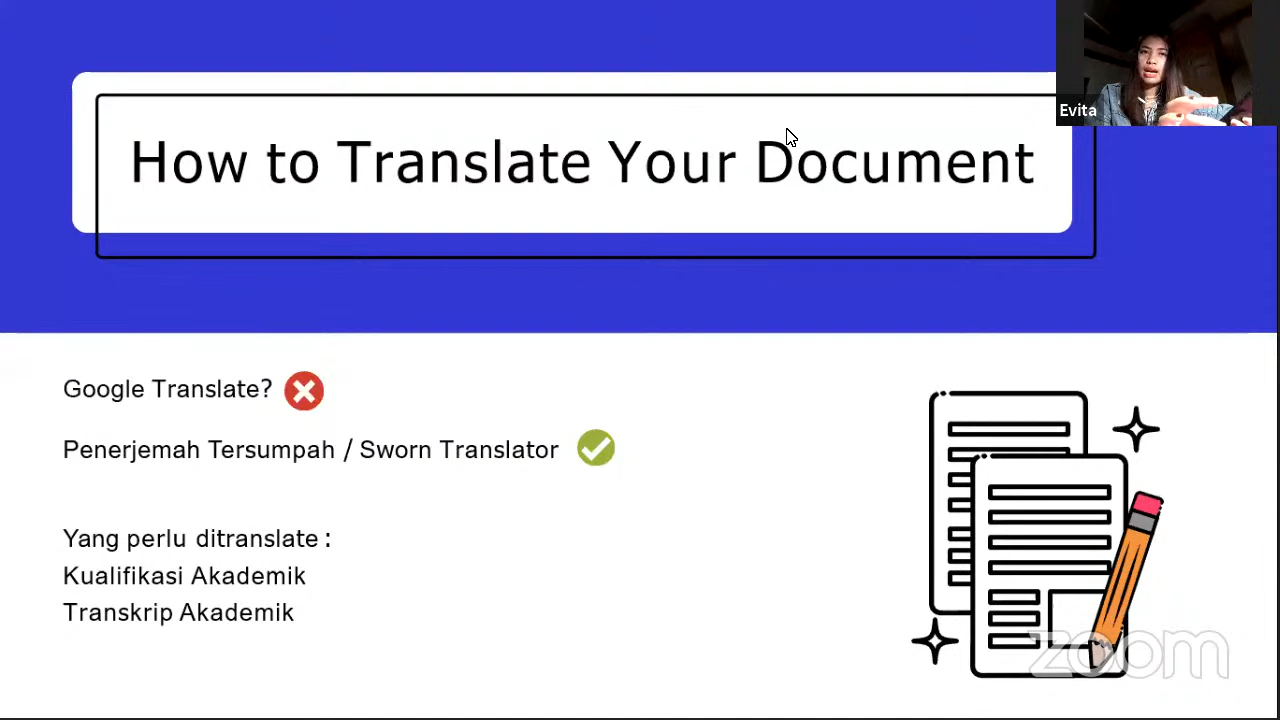 How to Translate Your Document
Evita
Google Translate?
Penerjemah Tersumpah / Sworn Translator
Yang perlu ditranslate :
Kualifikasi Akademik
Transkrip Akademik
zoom